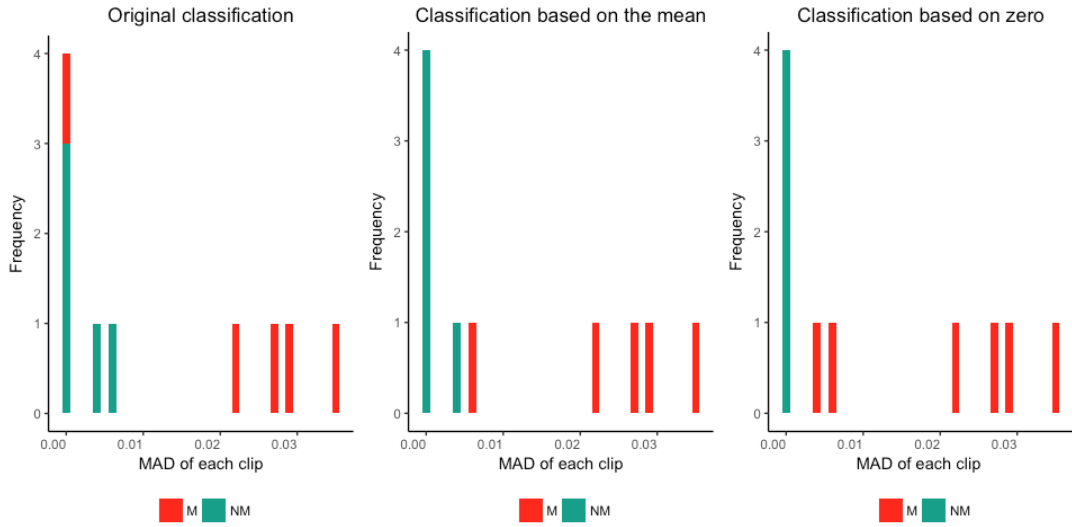 Original classification
Frequency
4
3
2
1
0
0.00 0.01 0.02 0.03
MAD of each clip
M NM
Classification based on the mean
Frequency
4
3
2
1
0
0.00 0.01 0.02 0.03
MAD of each clip
M NM
Classification based on zero
Frequency
4
3
2
1
0
0.00 0.01 0.02 0.03
MAD of each clip
M NM